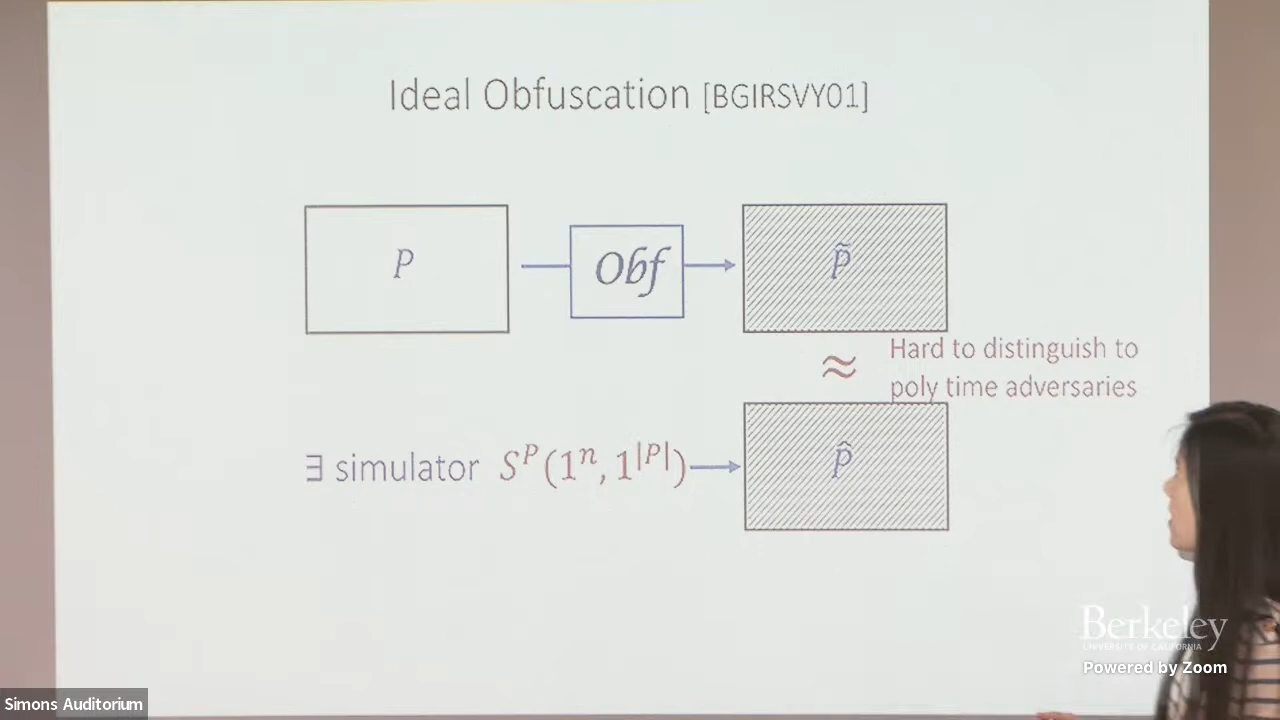 Ideal Obfuscation [BGIRSVY01]
P
Obf
P̃
≈
Hard to distinguish to
poly time adversaries
∃ simulator S^P(1^n, 1^|P|)
P̂
Berkeley
UNIVERSITY OF CALIFORNIA
Powered by Zoom
Simons Auditorium